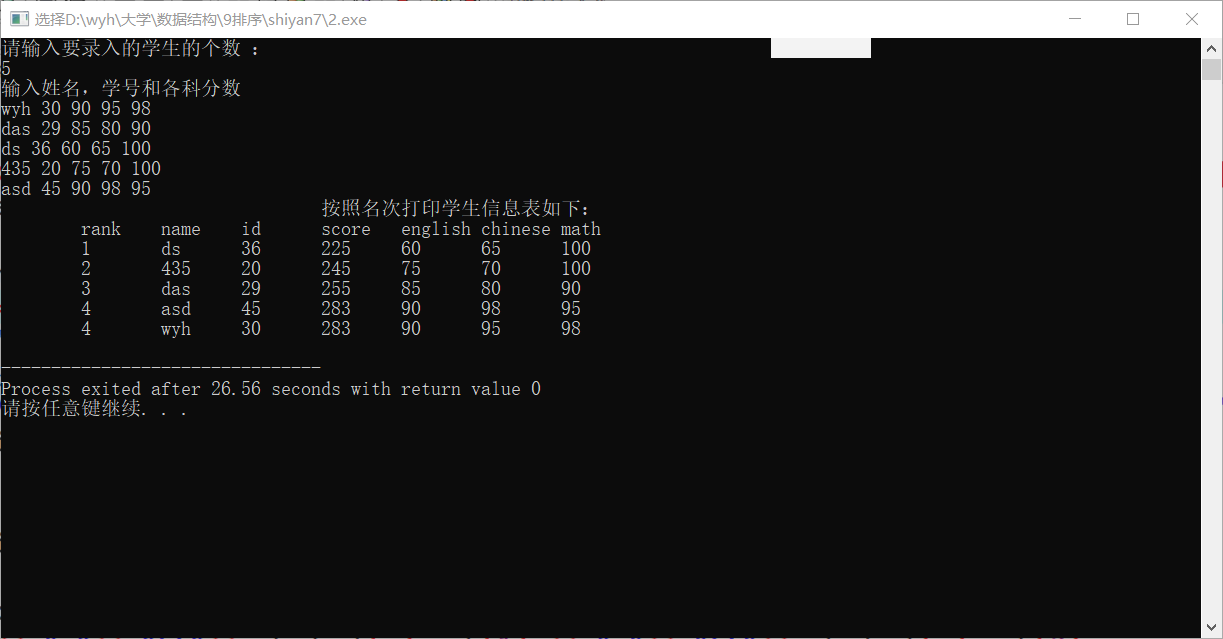 选择D:\wyh\大学\数据结构\9排序\shiyan7\2.exe
请输入要录入的学生的个数 :
5
输入姓名，学号和各科分数
wyh 30 90 95 98
das 29 85 80 90
ds 36 60 65 100
435 20 75 70 100
asd 45 90 98 95
按照名次打印学生信息表如下:
rank name id score english chinese math
1 ds 36 225 60 65 100
2 435 20 245 75 70 100
3 das 29 255 85 80 90
4 asd 45 283 90 98 95
4 wyh 30 283 90 95 98
--------------------------------
Process exited after 26.56 seconds with return value 0
请按任意键继续. . .